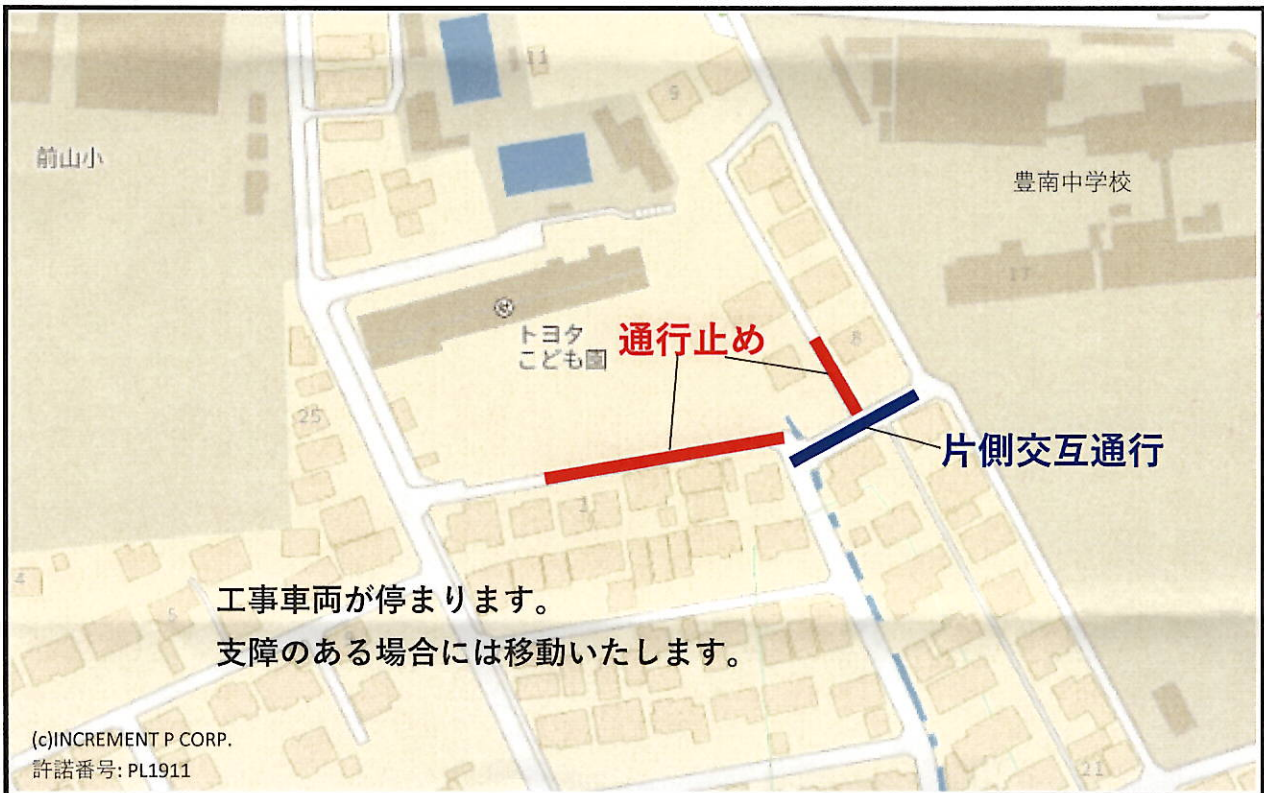 11
9
前山小
豊南中学校
17
トヨタ
こども園
通行止め
8
25
片側交互通行
1
4
5
工事車両が停まります。
支障のある場合には移動いたします。
(c)INCREMENT P CORP.
許諾番号: PL1911
21